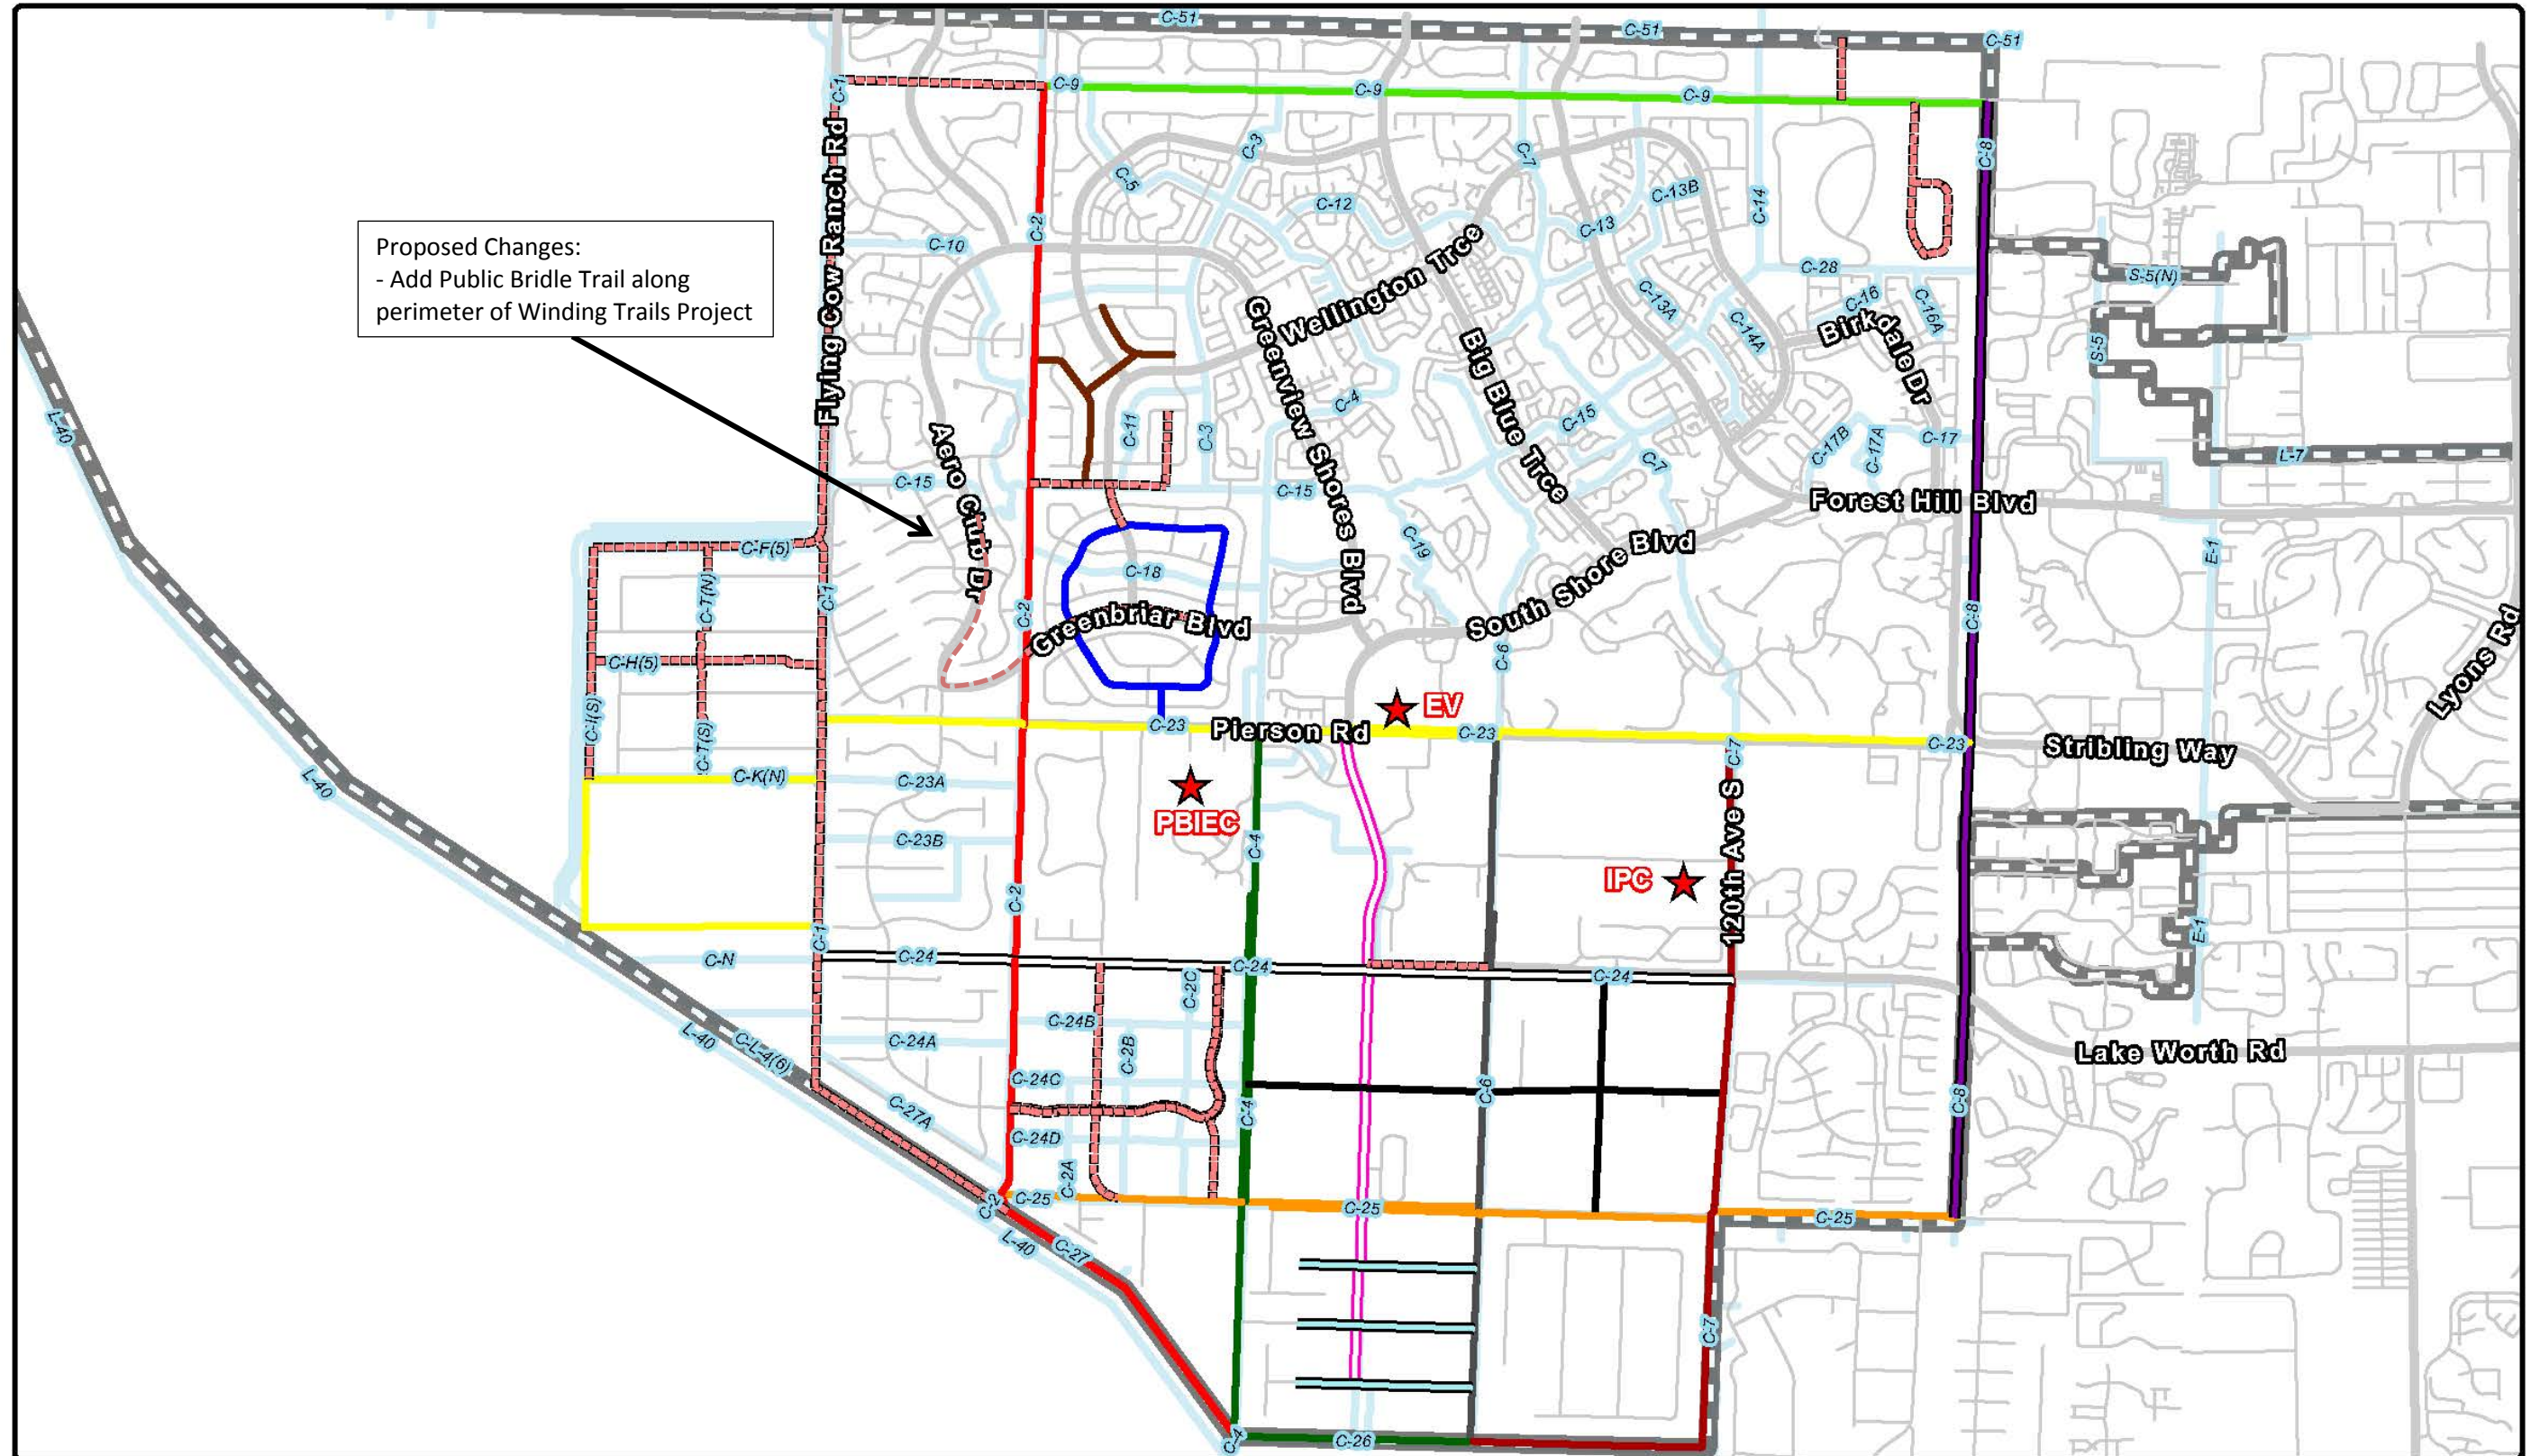 C-51
C-51
C-51
C-1
C-9
C-9
C-9
Flying Cow Ranch Rd
C-3
C-7
C-8
C-5
C-12
C-13B
C-14
C-2
C-10
C-13
Proposed Changes:
- Add Public Bridle Trail along
perimeter of Winding Trails Project
Wellington Trce
C-28
S-5(N)
C-13A
C-16
C-16A
C-14A
Birkdale Dr
S-5
Greenview Shores Blvd
Big Blue Trce
L-40
C-4
C-11
C-3
C-15
C-17B
C-17A
C-17
L-7
Aero Club Dr
C-15
C-15
C-7
Forest Hill Blvd
C-19
South Shore Blvd
E-1
C-F(5)
C-T(N)
C-1
C-18
C-2
Greenbriar Blvd
C-8
C-6
Lyons Rd
C-H(5)
C-I(S)
C-T(S)
EV
C-23
Pierson Rd
C-23
C-23
C-7
Stribling Way
C-K(N)
C-23A
L-40
PBIEC
C-23B
C-4
IPC
120th Ave S
C-2
E-1
C-1
C-N
C-24
C-24
C-24
C-2C
L-40
C-L-4(6)
C-24A
C-24B
C-2B
Lake Worth Rd
C-24C
C-6
C-8
C-27A
C-4
C-24D
C-2A
C-2
C-25
C-25
C-25
L-40
C-27
C-7
C-4
C-26